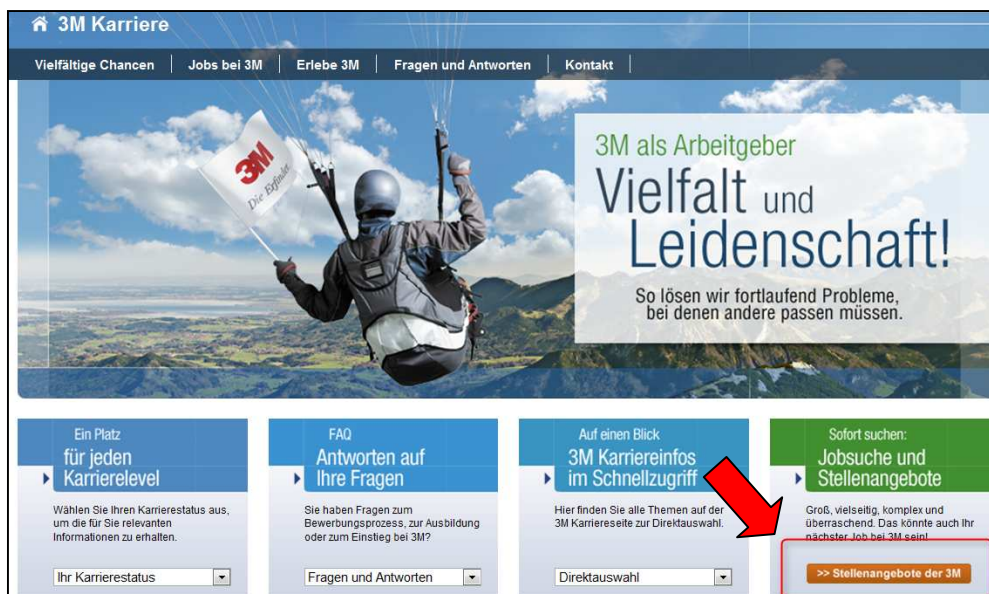 3M Karriere
Vielfältige Chancen
Jobs bei 3M
Erlebe 3M
Fragen und Antworten
Kontakt
3M
Die Erfinder
3M als Arbeitgeber
Vielfalt und
Leidenschaft!
So lösen wir fortlaufend Probleme,
bei denen andere passen müssen.
Ein Platz
für jeden
Karrierelevel
Wählen Sie Ihren Karrierestatus aus,
um die für Sie relevanten
Informationen zu erhalten.
Ihr Karrierestatus
FAQ
Antworten auf
Ihre Fragen
Sie haben Fragen zum
Bewerbungsprozess, zur Ausbildung
oder zum Einstieg bei 3M?
Fragen und Antworten
Auf einen Blick
3M Karriereinfos
im Schnellzugriff
Hier finden Sie alle Themen auf der
3M Karriereseite zur Direktauswahl.
Direktauswahl
Sofort suchen:
Jobsuche und
Stellenangebote
Groß, vielseitig, komplex und
überraschend. Das könnte auch Ihr
nächster Job bei 3M sein!
>> Stellenangebote der 3M